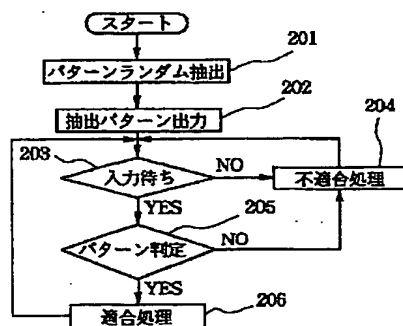 スタート
201
パターンランダム抽出
202
抽出パターン出力
203
204
入力待ち
NO
不適合処理
YES
205
パターン判定
NO
YES
206
適合処理